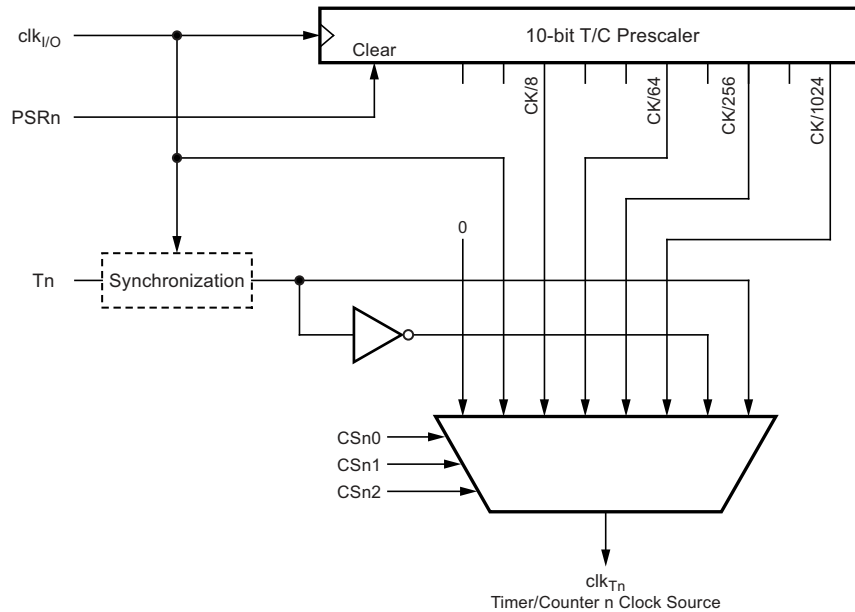 clkI/O
10-bit T/C Prescaler
Clear
PSRn
CK/8
CK/64
CK/256
CK/1024
0
Tn
Synchronization
CSn0
CSn1
CSn2
clkTn
Timer/Counter n Clock Source